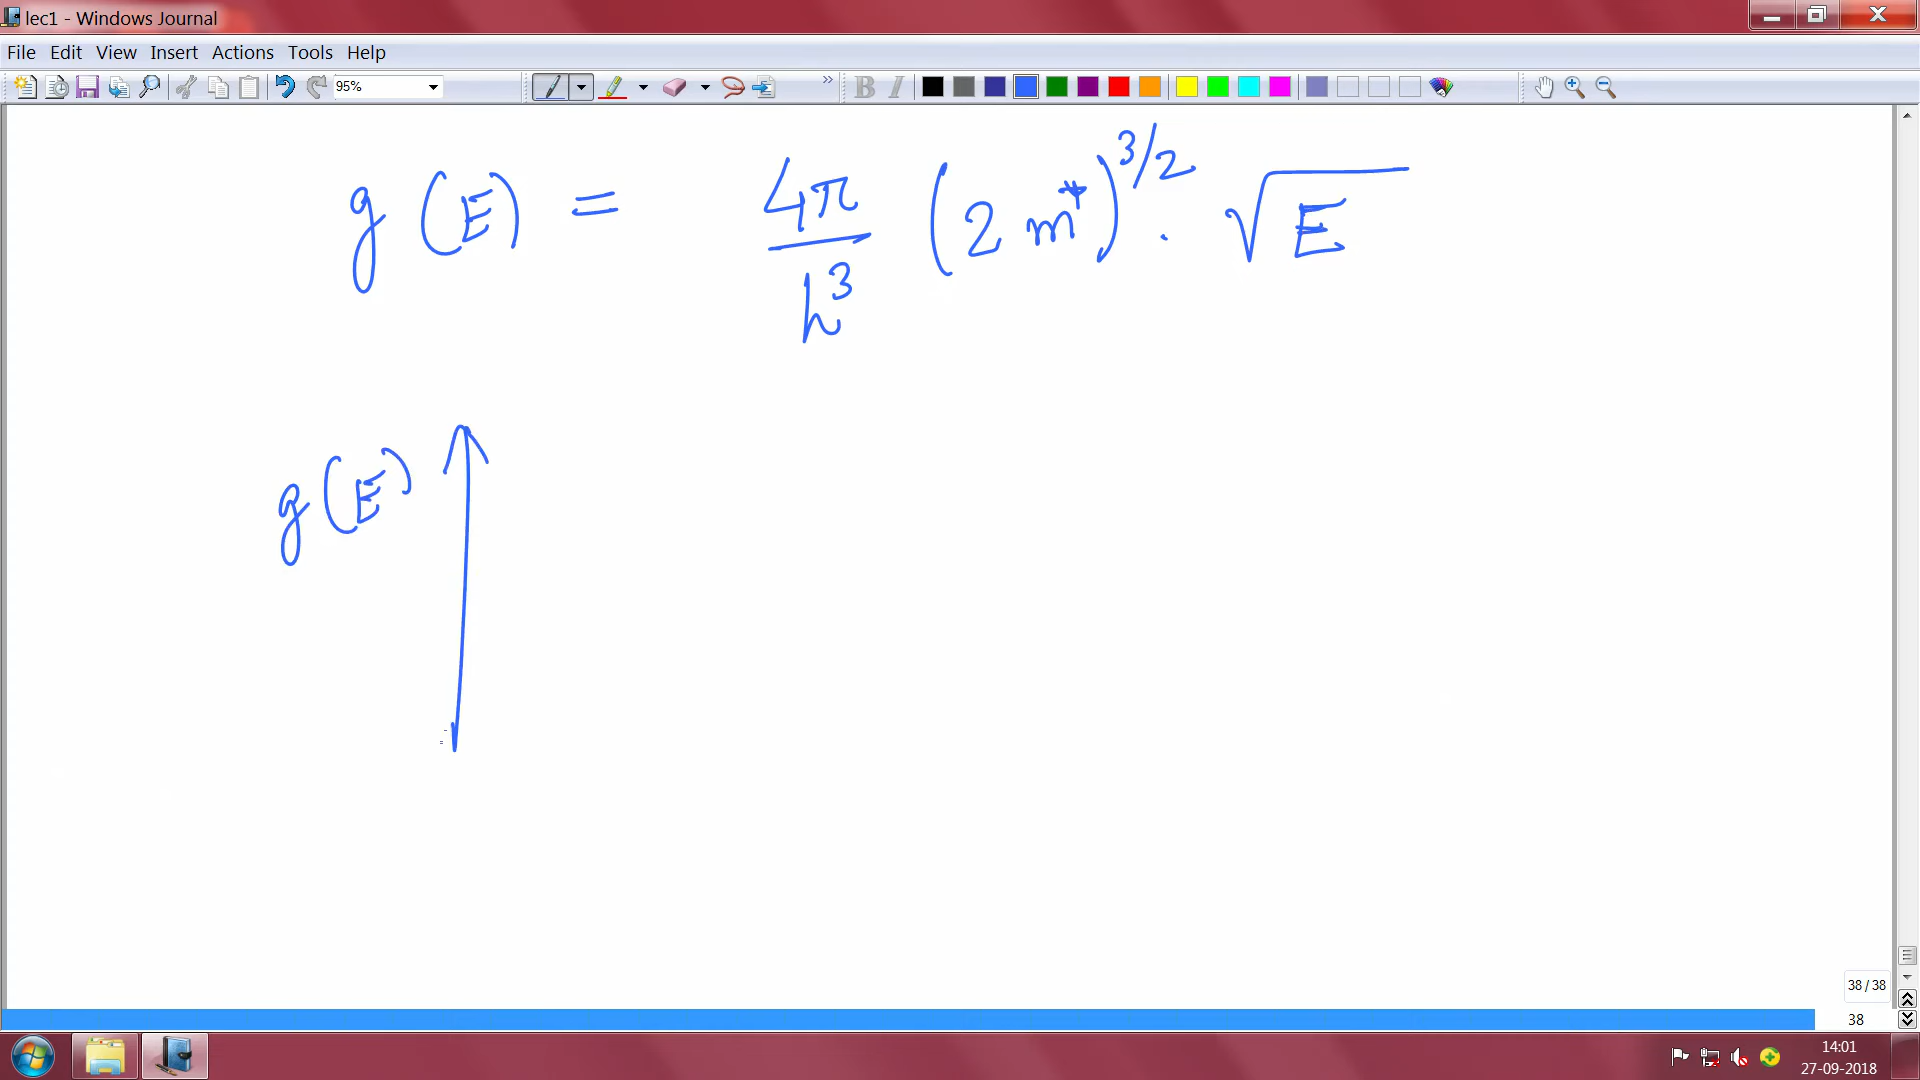 lec1 - Windows Journal
File Edit View Insert Actions Tools Help
95%
B I
g (E) = 4π/h³ (2 m*)^3/2 . √E
g (E)
38 / 38
38
14:01
27-09-2018